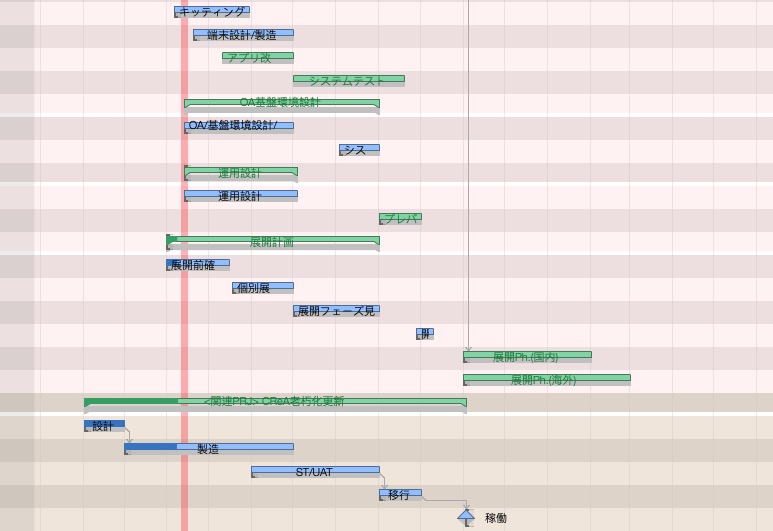 キッティング
端末設計/製造
アプリ改
システムテスト
OA基盤環境設計
OA/基盤環境設計/
シス
運用設計
運用設計
プレパ
展開計画
展開前確
個別展
展開フェーズ見
開
展開Ph.(国内)
展開Ph.(海外)
<関連PRJ> CReA老朽化更新
設計
製造
ST/UAT
移行
稼働